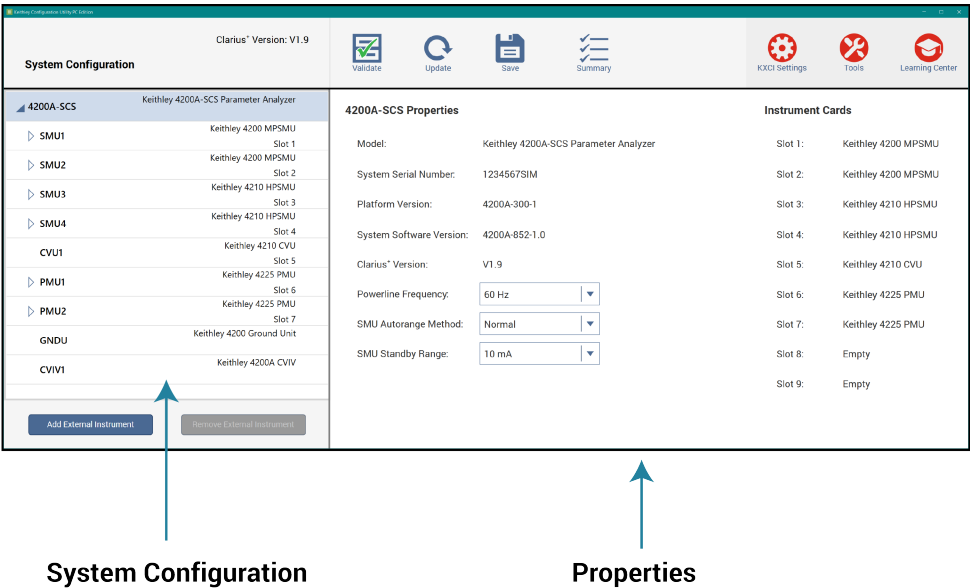 Keithley Configuration Utility PC Edition
Clarius+ Version: V1.9
System Configuration
Validate
Update
Save
Summary
KXCI Settings
Tools
Learning Center
4200A-SCS
Keithley 4200A-SCS Parameter Analyzer
SMU1
Keithley 4200 MPSMU
Slot 1
SMU2
Keithley 4200 MPSMU
Slot 2
SMU3
Keithley 4210 HPSMU
Slot 3
SMU4
Keithley 4210 HPSMU
Slot 4
CVU1
Keithley 4210 CVU
Slot 5
PMU1
Keithley 4225 PMU
Slot 6
PMU2
Keithley 4225 PMU
Slot 7
GNDU
Keithley 4200 Ground Unit
CVIV1
Keithley 4200A CVIV
Add External Instrument
Remove External Instrument
4200A-SCS Properties
Model: Keithley 4200A-SCS Parameter Analyzer
System Serial Number: 1234567SIM
Platform Version: 4200A-300-1
System Software Version: 4200A-852-1.0
Clarius+ Version: V1.9
Powerline Frequency: 60 Hz
SMU Autorange Method: Normal
SMU Standby Range: 10 mA
Instrument Cards
Slot 1: Keithley 4200 MPSMU
Slot 2: Keithley 4200 MPSMU
Slot 3: Keithley 4210 HPSMU
Slot 4: Keithley 4210 HPSMU
Slot 5: Keithley 4210 CVU
Slot 6: Keithley 4225 PMU
Slot 7: Keithley 4225 PMU
Slot 8: Empty
Slot 9: Empty
System Configuration
Properties